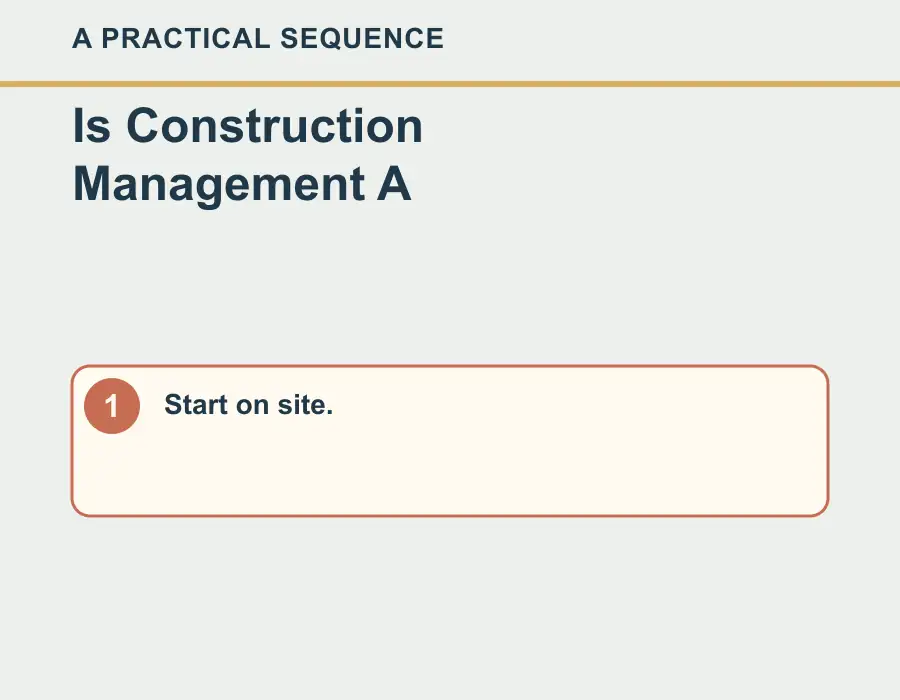 A PRACTICAL SEQUENCE
Is Construction
Management A
1
Start on site.